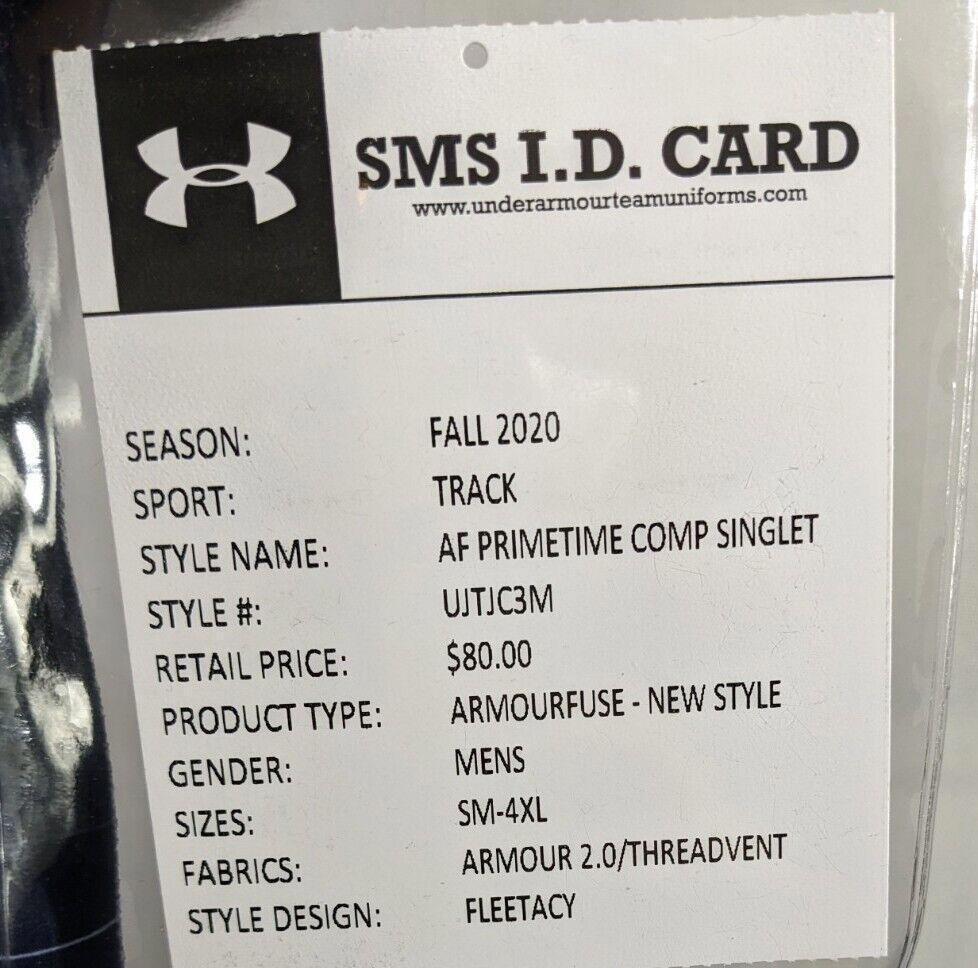 SMS I.D. CARD
www.underarmourteamuniforms.com
SEASON: FALL 2020
SPORT: TRACK
STYLE NAME: AF PRIMETIME COMP SINGLET
STYLE #: UJTJC3M
RETAIL PRICE: $80.00
PRODUCT TYPE: ARMOURFUSE - NEW STYLE
GENDER: MENS
SIZES: SM-4XL
FABRICS: ARMOUR 2.0/THREADVENT
STYLE DESIGN: FLEETACY